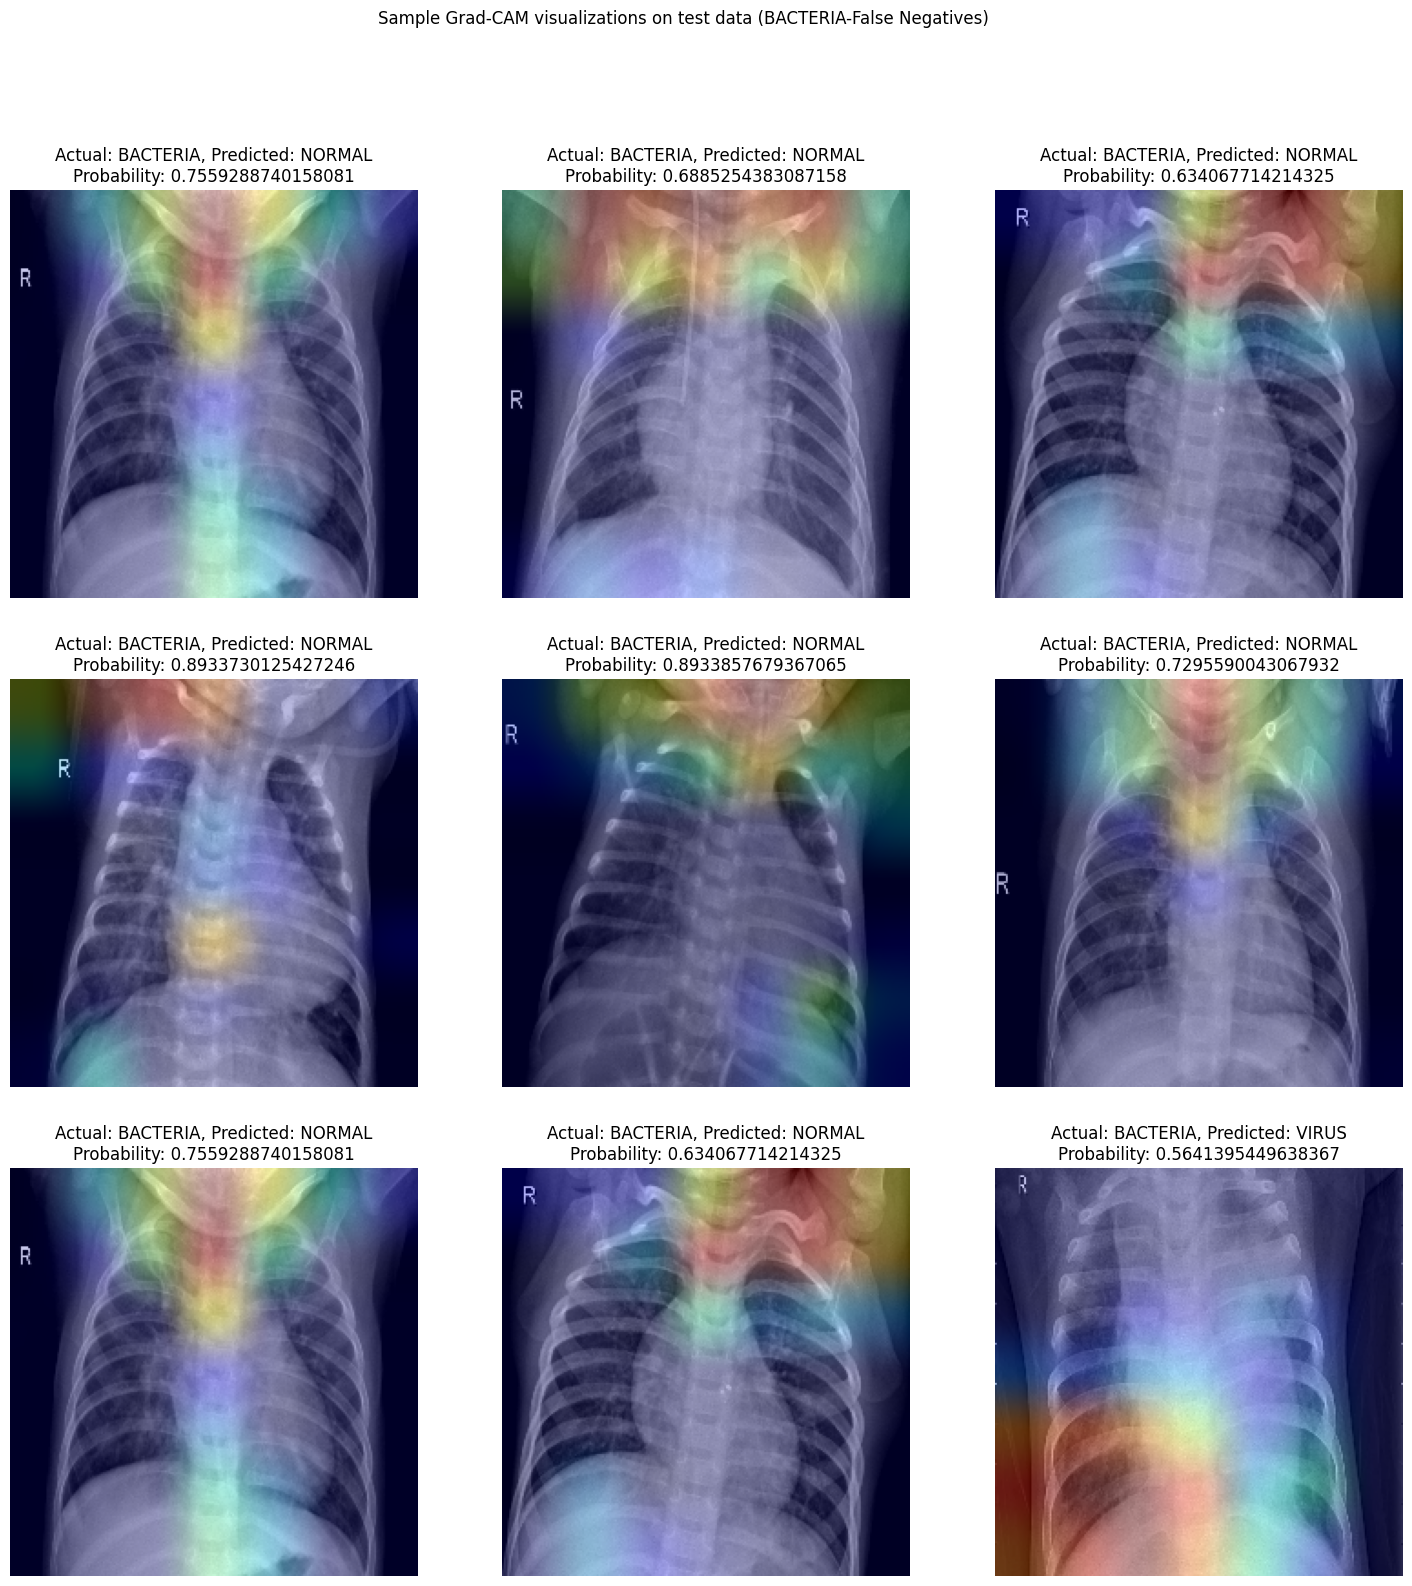 Sample Grad-CAM visualizations on test data (BACTERIA-False Negatives)
Actual: BACTERIA, Predicted: NORMAL
Probability: 0.7559288740158081
R
Actual: BACTERIA, Predicted: NORMAL
Probability: 0.6885254383087158
R
Actual: BACTERIA, Predicted: NORMAL
Probability: 0.634067714214325
R
Actual: BACTERIA, Predicted: NORMAL
Probability: 0.8933730125427246
R
Actual: BACTERIA, Predicted: NORMAL
Probability: 0.8933857679367065
R
Actual: BACTERIA, Predicted: NORMAL
Probability: 0.7295590043067932
R
Actual: BACTERIA, Predicted: NORMAL
Probability: 0.7559288740158081
R
Actual: BACTERIA, Predicted: NORMAL
Probability: 0.634067714214325
R
Actual: BACTERIA, Predicted: VIRUS
Probability: 0.5641395449638367
R